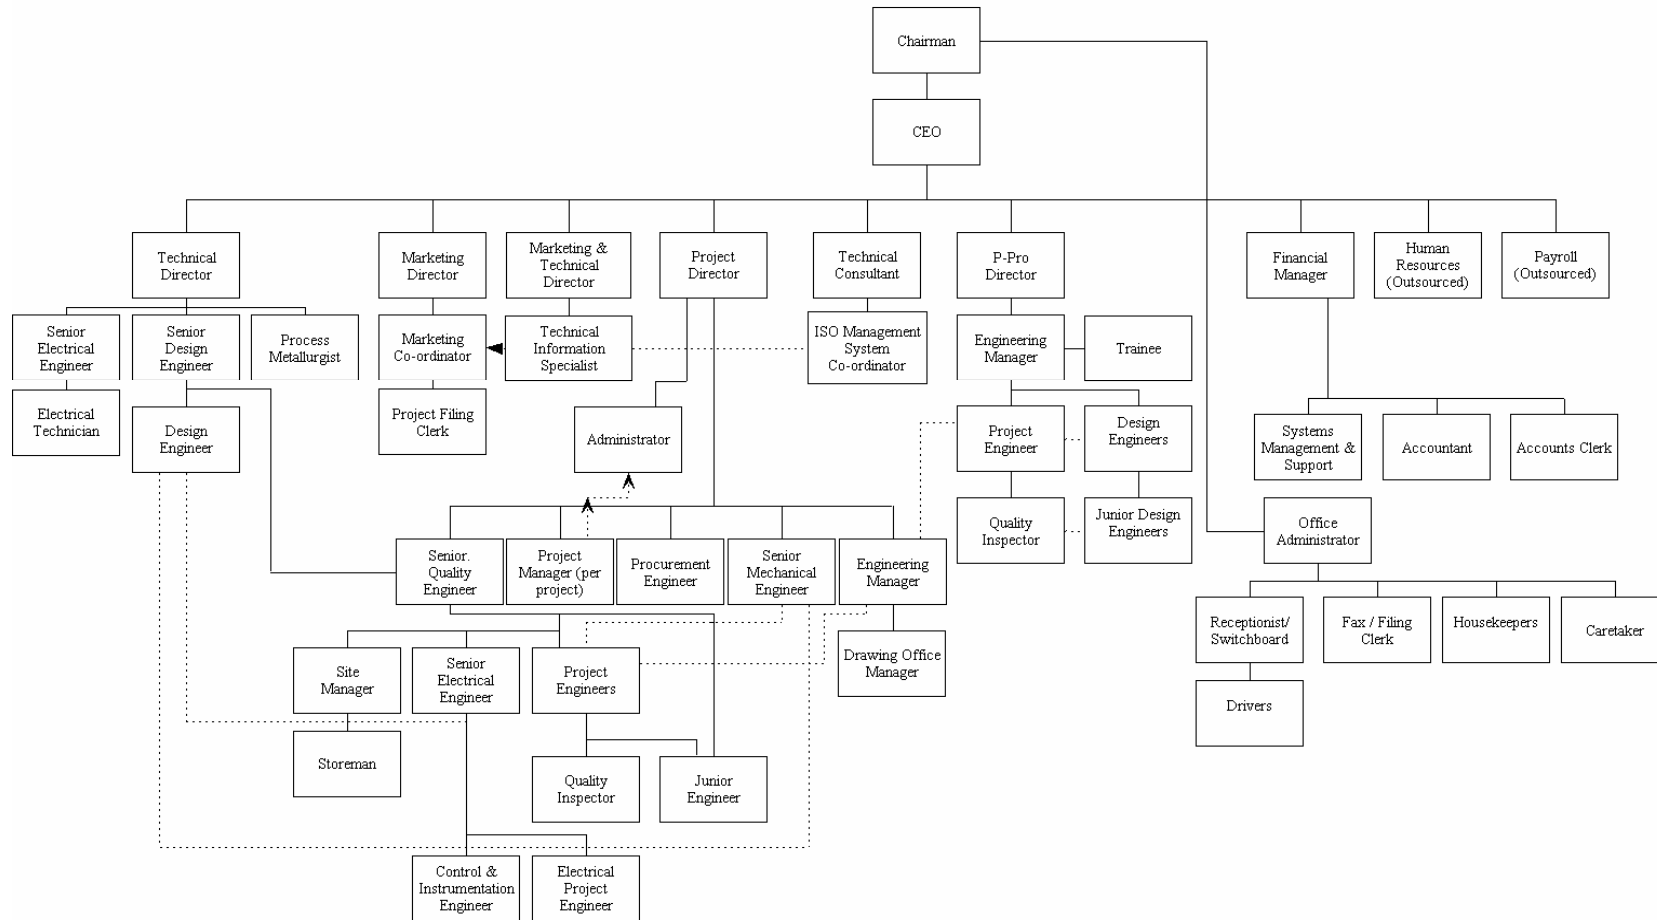 Chairman
CEO
Technical
Director
Marketing
Director
Marketing &
Technical
Director
Project
Director
Technical
Consultant
P-Pro
Director
Financial
Manager
Human
Resources
(Outsourced)
Payroll
(Outsourced)
Senior
Electrical
Engineer
Senior
Design
Engineer
Process
Metallurgist
Marketing
Co-ordinator
Technical
Information
Specialist
ISO Management
System
Co-ordinator
Engineering
Manager
Trainee
Electrical
Technician
Design
Engineer
Project Filing
Clerk
Administrator
Project
Engineer
Design
Engineers
Systems
Management &
Support
Accountant
Accounts Clerk
Quality
Inspector
Junior Design
Engineers
Office
Administrator
Senior.
Quality
Engineer
Project
Manager (per
project)
Procurement
Engineer
Senior
Mechanical
Engineer
Engineering
Manager
Receptionist/
Switchboard
Fax / Filing
Clerk
Housekeepers
Caretaker
Site
Manager
Senior
Electrical
Engineer
Project
Engineers
Drawing Office
Manager
Drivers
Storeman
Quality
Inspector
Junior
Engineer
Control &
Instrumentation
Engineer
Electrical
Project
Engineer